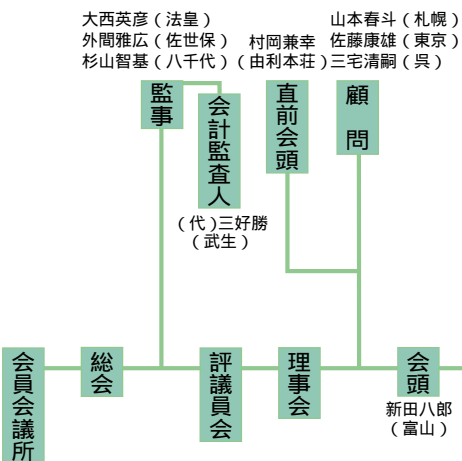 大西英彦（法皇）
外間雅広（佐世保）
杉山智基（八千代）
村岡兼幸
（由利本荘）
山本春斗（札幌）
佐藤康雄（東京）
三宅清嗣（呉）
監事
会計監査人
直前会頭
顧問
（代）三好勝
（武生）
会員会議所
総会
評議員会
理事会
会頭
新田八郎
（富山）